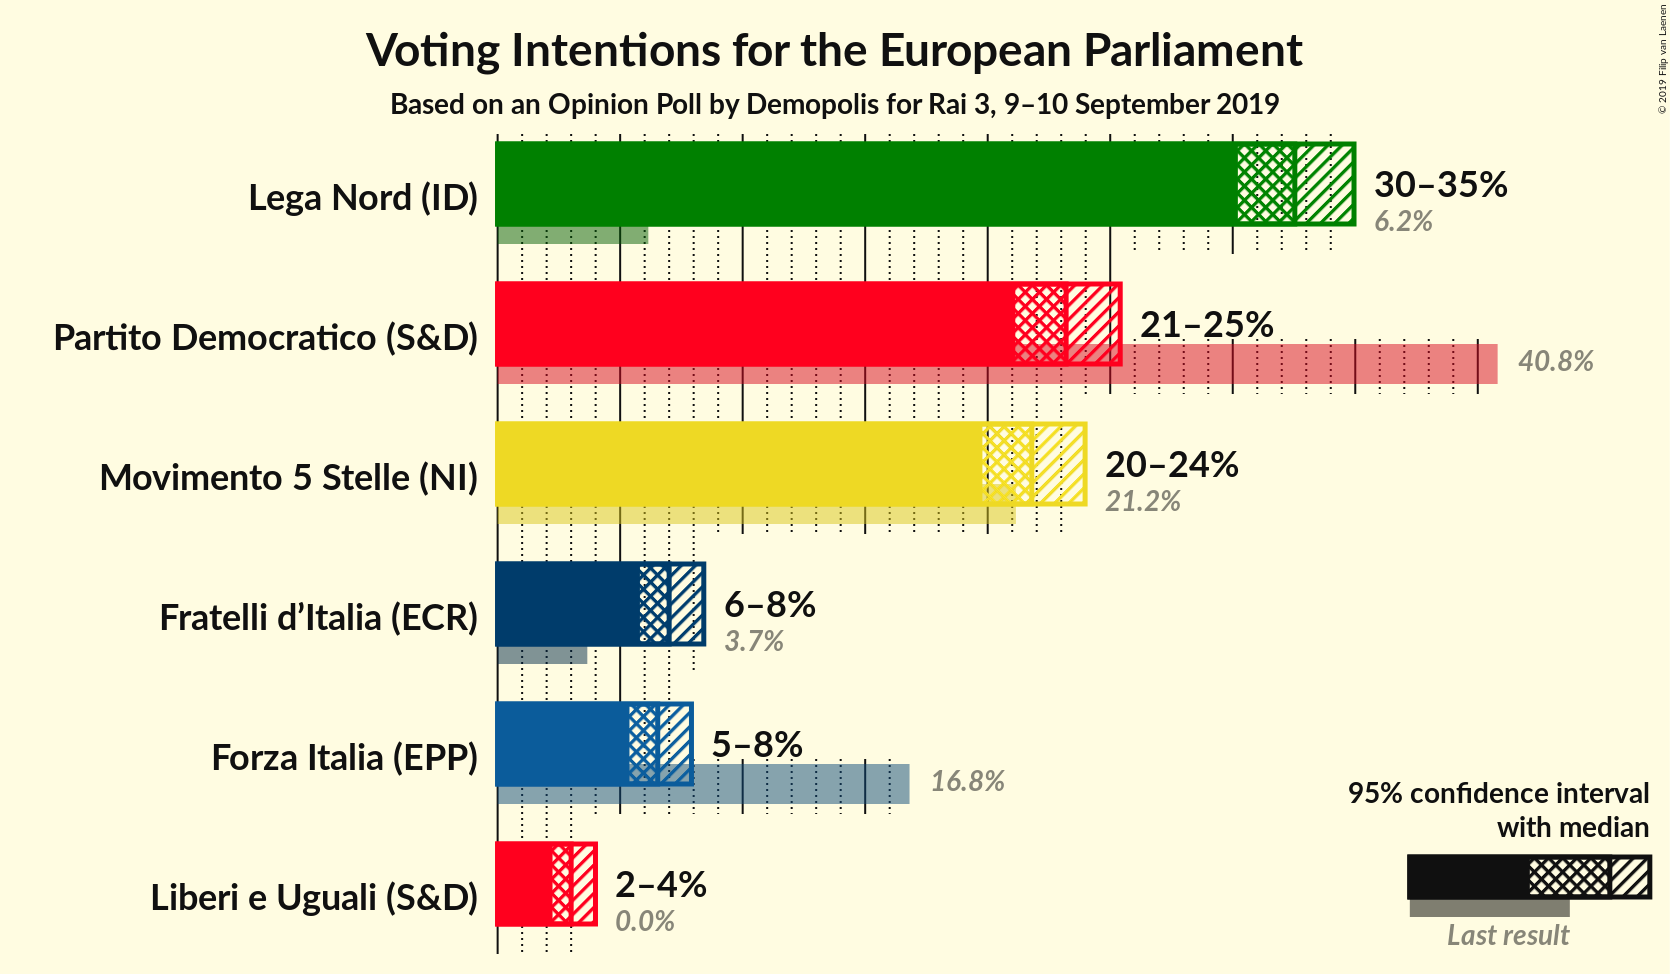 Voting Intentions for the European Parliament
Based on an Opinion Poll by Demopolis for Rai 3, 9–10 September 2019
© 2019 Filip van Laenen
Lega Nord (ID)
30–35%
6.2%
Partito Democratico (S&D)
21–25%
40.8%
Movimento 5 Stelle (NI)
20–24%
21.2%
Fratelli d’Italia (ECR)
6–8%
3.7%
Forza Italia (EPP)
5–8%
16.8%
Liberi e Uguali (S&D)
2–4%
0.0%
95% confidence interval
with median
Last result